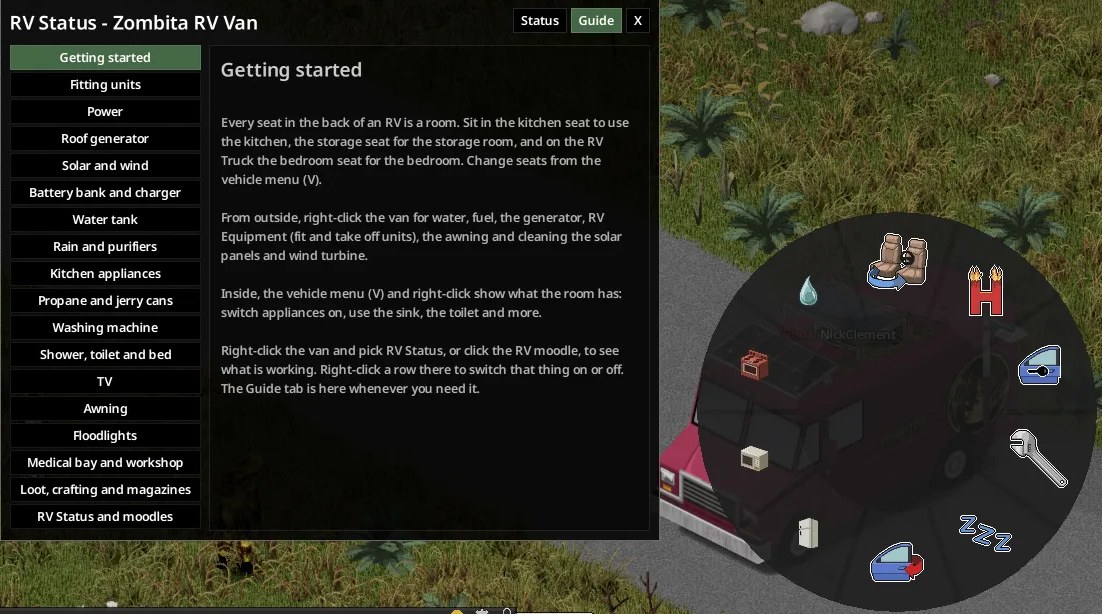 RV Status - Zombita RV Van
Status
Guide
X
Getting started
Fitting units
Power
Roof generator
Solar and wind
Battery bank and charger
Water tank
Rain and purifiers
Kitchen appliances
Propane and jerry cans
Washing machine
Shower, toilet and bed
TV
Awning
Floodlights
Medical bay and workshop
Loot, crafting and magazines
RV Status and moodles
Getting started
Every seat in the back of an RV is a room. Sit in the kitchen seat to use
the kitchen, the storage seat for the storage room, and on the RV
Truck the bedroom seat for the bedroom. Change seats from the
vehicle menu (V).
From outside, right-click the van for water, fuel, the generator, RV
Equipment (fit and take off units), the awning and cleaning the solar
panels and wind turbine.
Inside, the vehicle menu (V) and right-click show what the room has:
switch appliances on, use the sink, the toilet and more.
Right-click the van and pick RV Status, or click the RV moodle, to see
what is working. Right-click a row there to switch that thing on or off.
The Guide tab is here whenever you need it.
NickClement
H
ZZZ